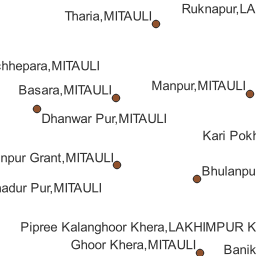 Ruknapur,LA
Tharia,MITAULI
hhepara,MITAULI
Basara,MITAULI
Manpur,MITAULI
Dhanwar Pur,MITAULI
Kari Pokh
npur Grant,MITAULI
Bhulanpu
adur Pur,MITAULI
Pipree Kalanghoor Khera,LAKHIMPUR K
Ghoor Khera,MITAULI
Banik